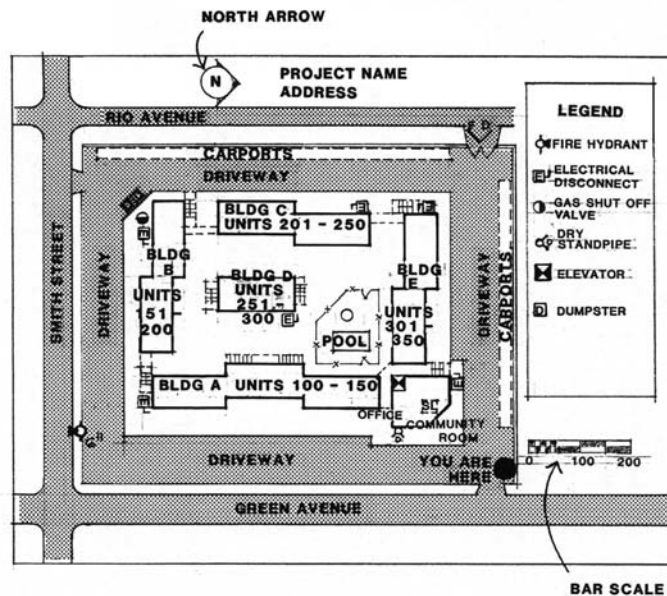 NORTH ARROW
N
PROJECT NAME
ADDRESS
RIO AVENUE
F D
LEGEND
FIRE HYDRANT
E ELECTRICAL
DISCONNECT
GAS SHUT OFF
VALVE
DRY
STANDPIPE
ELEVATOR
D DUMPSTER
CARPORTS
DRIVEWAY
SMITH STREET
DRIVEWAY
E
BLDG
B
UNITS
51 -
200
BLDG C
UNITS 201 - 250
E
BLDG D
UNITS
251 -
300
E
POOL
E
BLDG
E
UNITS
301 -
350
DRIVEWAY
CARPORTS
E
BLDG A UNITS 100 - 150
E
OFFICE
COMMUNITY
ROOM
6"
DRIVEWAY
YOU ARE
HERE
0 100 200
GREEN AVENUE
BAR SCALE